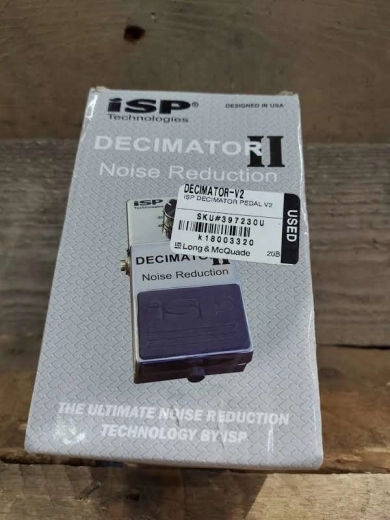 iSP®
Technologies
DESIGNED IN USA
DECIMATOR II
Noise Reduction
DECIMATOR-V2
ISP DECIMATOR PEDAL V2
SKU#397230U
k18003320
Long & McQuade
USED
iSP
DECIMATOR II
Noise Reduction
THE ULTIMATE NOISE REDUCTION
TECHNOLOGY BY ISP